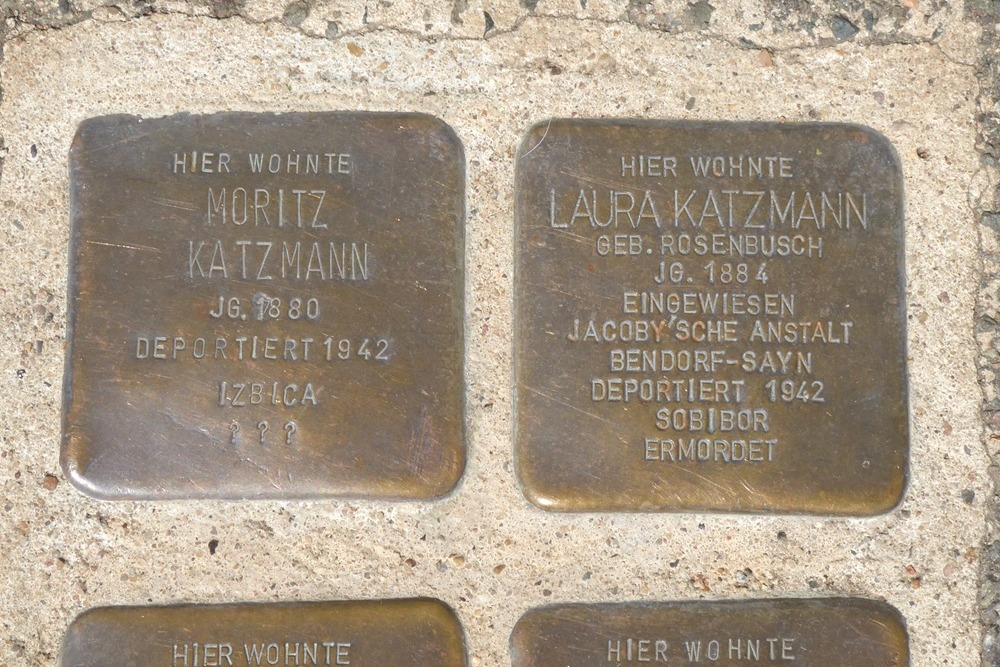 HIER WOHNTE
MORITZ
KATZMANN
JG. 1880
DEPORTIERT 1942
IZBICA
? ? ?
HIER WOHNTE
LAURA KATZMANN
GEB. ROSENBUSCH
JG. 1884
EINGEWIESEN
JACOBY'SCHE ANSTALT
BENDORF-SAYN
DEPORTIERT 1942
SOBIBOR
ERMORDET
HIER WOHNTE
HIER WOHNTE